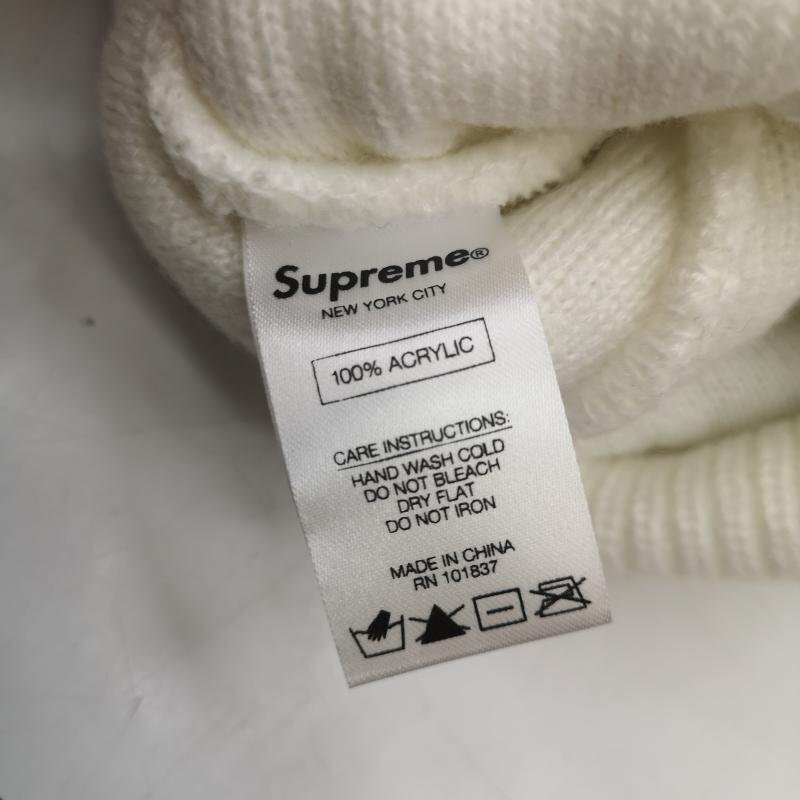 Supreme®
NEW YORK CITY
100% ACRYLIC
CARE INSTRUCTIONS:
HAND WASH COLD
DO NOT BLEACH
DRY FLAT
DO NOT IRON
MADE IN CHINA
RN 101837